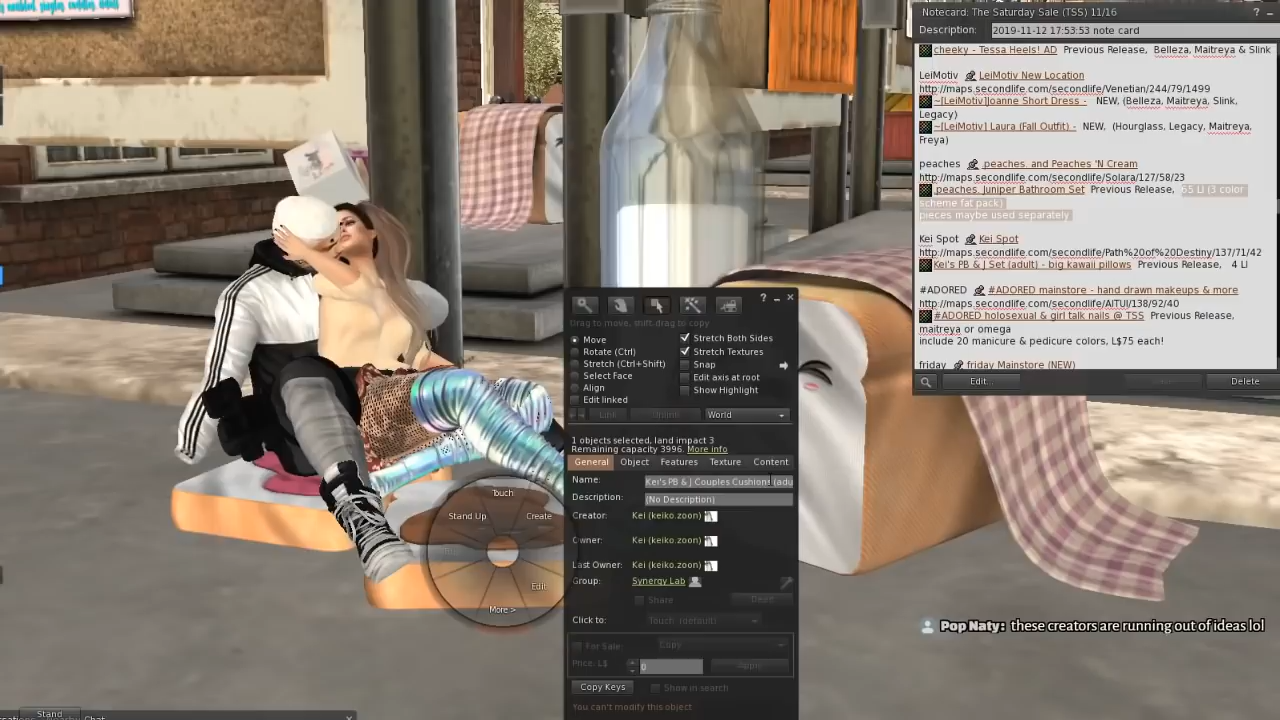 Notecard: The Saturday Sale (TSS) 11/16
Description: 2019-11-12 17:53:53 note card
cheeky - Tessa Heels! AD Previous Release, Belleza, Maitreya & Slink
LeiMotiv LeiMotiv New Location
http://maps.secondlife.com/secondlife/Venetian/244/79/1499
~[LeiMotiv]Joanne Short Dress - NEW, (Belleza, Maitreya, Slink,
Legacy)
~[LeiMotiv] Laura (Fall Outfit) - NEW, (Hourglass, Legacy, Maitreya,
Freya)
peaches peaches. and Peaches 'N Cream
http://maps.secondlife.com/secondlife/Solara/127/58/23
peaches. Juniper Bathroom Set Previous Release, 65 LI (3 color
scheme fat pack)
pieces maybe used separately
Kei Spot Kei Spot
http://maps.secondlife.com/secondlife/Path%20of%20Destiny/137/71/42
Kei's PB & J Set (adult) - big kawaii pillows Previous Release, 4 LI
#ADORED #ADORED mainstore - hand drawn makeups & more
http://maps.secondlife.com/secondlife/AITUI/138/92/40
#ADORED holosexual & girl talk nails @ TSS Previous Release,
maitreya or omega
include 20 manicure & pedicure colors, L$75 each!
friday friday Mainstore (NEW)
Edit...
Delete
Drag to move, shift-drag to copy
Move
Rotate (Ctrl)
Stretch (Ctrl+Shift)
Select Face
Align
Edit linked
Stretch Both Sides
Stretch Textures
Snap
Edit axis at root
Show Highlight
Link
Unlink
World
1 objects selected, land impact 3
Remaining capacity 3996. More info
General Object Features Texture Content
Name: Kei's PB & J Couples Cushions (adu
Description: (No Description)
Creator: Kei (keiko.zoon)
Owner: Kei (keiko.zoon)
Last Owner: Kei (keiko.zoon)
Group: Synergy Lab
Share
Deed
Click to: Touch (default)
For Sale: Copy
Price: L$ 0
Apply
Copy Keys
Show in search
You can't modify this object
Touch
Stand Up
Create
Edit
More >
Pop Naty: these creators are running out of ideas lol
Stand
Chat